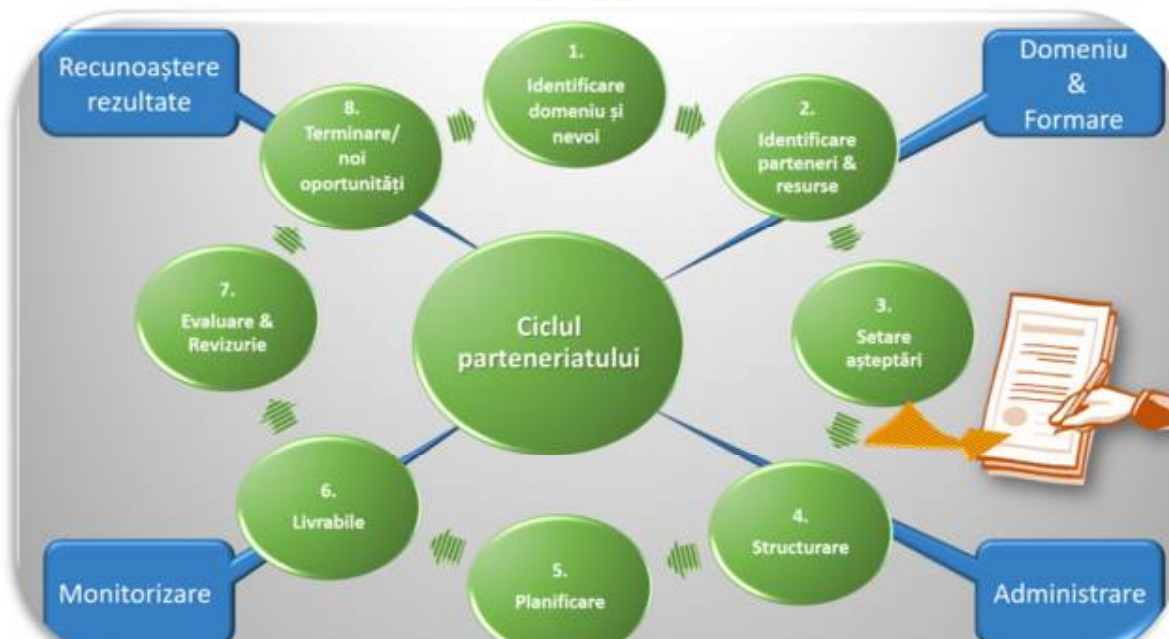 Recunoaștere
rezultate
Domeniu
&
Formare
1.
Identificare
domeniu și
nevoi
2.
Identificare
parteneri &
resurse
3.
Setare
așteptări
4.
Structurare
5.
Planificare
6.
Livrabile
7.
Evaluare &
Revizurie
8.
Terminare/
noi
oportunități
Ciclul
parteneriatului
Monitorizare
Administrare